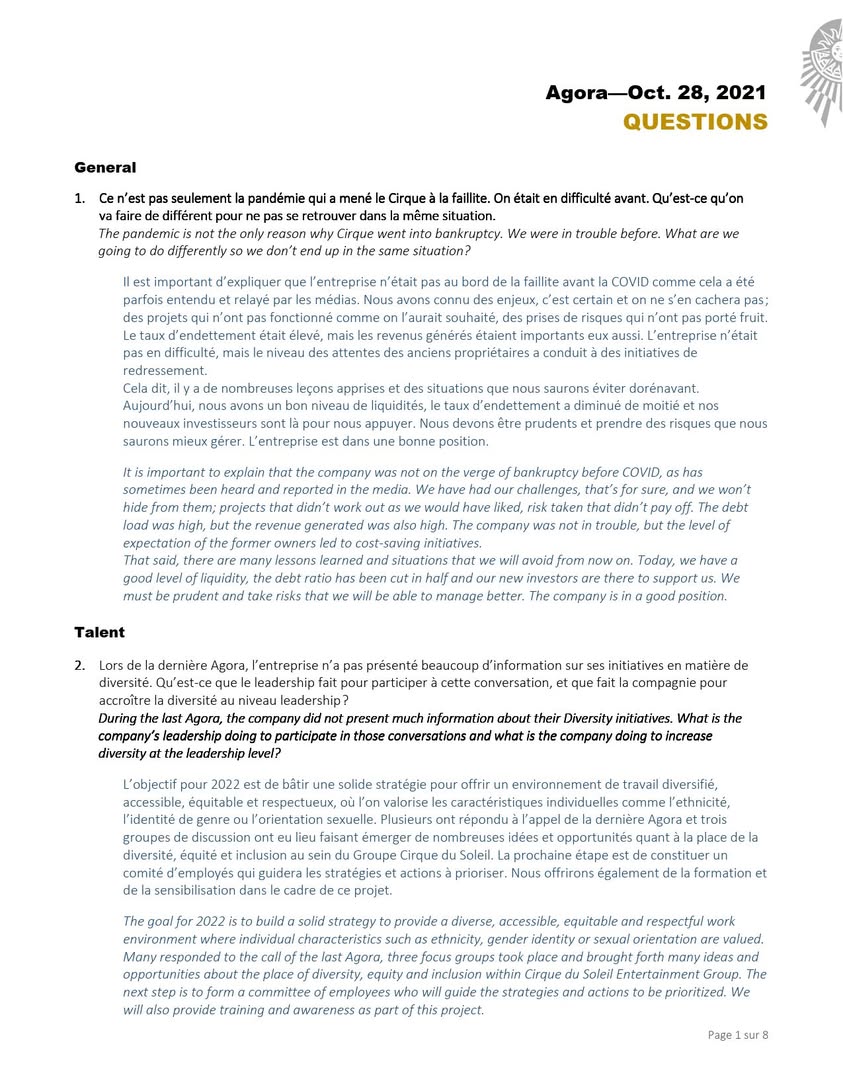 Agora—Oct. 28, 2021
QUESTIONS
General
1. Ce n'est pas seulement la pandémie qui a mené le Cirque à la faillite. On était en difficulté avant. Qu'est-ce qu'on
va faire de différent pour ne pas se retrouver dans la même situation.
The pandemic is not the only reason why Cirque went into bankruptcy. We were in trouble before. What are we
going to do differently so we don't end up in the same situation?
Il est important d'expliquer que l'entreprise n'était pas au bord de la faillite avant la COVID comme cela a été
parfois entendu et relayé par les médias. Nous avons connu des enjeux, c'est certain et on ne s'en cachera pas;
des projets qui n'ont pas fonctionné comme on l'aurait souhaité, des prises de risques qui n'ont pas porté fruit.
Le taux d'endettement était élevé, mais les revenus générés étaient importants eux aussi. L'entreprise n'était
pas en difficulté, mais le niveau des attentes des anciens propriétaires a conduit à des initiatives de
redressement.
Cela dit, il y a de nombreuses leçons apprises et des situations que nous saurons éviter dorénavant.
Aujourd'hui, nous avons un bon niveau de liquidités, le taux d'endettement a diminué de moitié et nos
nouveaux investisseurs sont là pour nous appuyer. Nous devons être prudents et prendre des risques que nous
saurons mieux gérer. L'entreprise est dans une bonne position.
It is important to explain that the company was not on the verge of bankruptcy before COVID, as has
sometimes been heard and reported in the media. We have had our challenges, that's for sure, and we won't
hide from them; projects that didn't work out as we would have liked, risk taken that didn't pay off. The debt
load was high, but the revenue generated was also high. The company was not in trouble, but the level of
expectation of the former owners led to cost-saving initiatives.
That said, there are many lessons learned and situations that we will avoid from now on. Today, we have a
good level of liquidity, the debt ratio has been cut in half and our new investors are there to support us. We
must be prudent and take risks that we will be able to manage better. The company is in a good position.
Talent
2. Lors de la dernière Agora, l'entreprise n'a pas présenté beaucoup d'information sur ses initiatives en matière de
diversité. Qu'est-ce que le leadership fait pour participer à cette conversation, et que fait la compagnie pour
accroître la diversité au niveau leadership?
During the last Agora, the company did not present much information about their Diversity initiatives. What is the
company's leadership doing to participate in those conversations and what is the company doing to increase
diversity at the leadership level?
L'objectif pour 2022 est de bâtir une solide stratégie pour offrir un environnement de travail diversifié,
accessible, équitable et respectueux, où l'on valorise les caractéristiques individuelles comme l'ethnicité,
l'identité de genre ou l'orientation sexuelle. Plusieurs ont répondu à l'appel de la dernière Agora et trois
groupes de discussion ont eu lieu faisant émerger de nombreuses idées et opportunités quant à la place de la
diversité, équité et inclusion au sein du Groupe Cirque du Soleil. La prochaine étape est de constituer un
comité d'employés qui guidera les stratégies et actions à prioriser. Nous offrirons également de la formation et
de la sensibilisation dans le cadre de ce projet.
The goal for 2022 is to build a solid strategy to provide a diverse, accessible, equitable and respectful work
environment where individual characteristics such as ethnicity, gender identity or sexual orientation are valued.
Many responded to the call of the last Agora, three focus groups took place and brought forth many ideas and
opportunities about the place of diversity, equity and inclusion within Cirque du Soleil Entertainment Group. The
next step is to form a committee of employees who will guide the strategies and actions to be prioritized. We
will also provide training and awareness as part of this project.
Page 1 sur 8